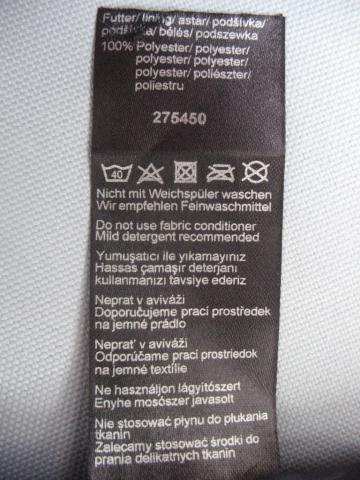 Futter/ lining/ astar/ podšívka/
podšívka/ bélés/ podszewka
100% Polyester/ polyester/
polyester/ polyester/
polyester/ poliészter/
poliestru
275450
40
Nicht mit Weichspüler waschen
Wir empfehlen Feinwaschmittel
Do not use fabric conditioner
Mild detergent recommended
Yumuşatıcı ile yıkamayınız
Hassas çamaşır deterjanı
kullanmanızı tavsiye ederiz
Neprat v aviváži
Doporučujeme prací prostředek
na jemné prádlo
Neprať v aviváži
Odporúčame prací prostriedok
na jemné textílie
Ne használjon lágyítószert
Enyhe mosószer javasolt
Nie stosować płynu do płukania
tkanin
Zalecamy stosować środki do
prania delikatnych tkanin